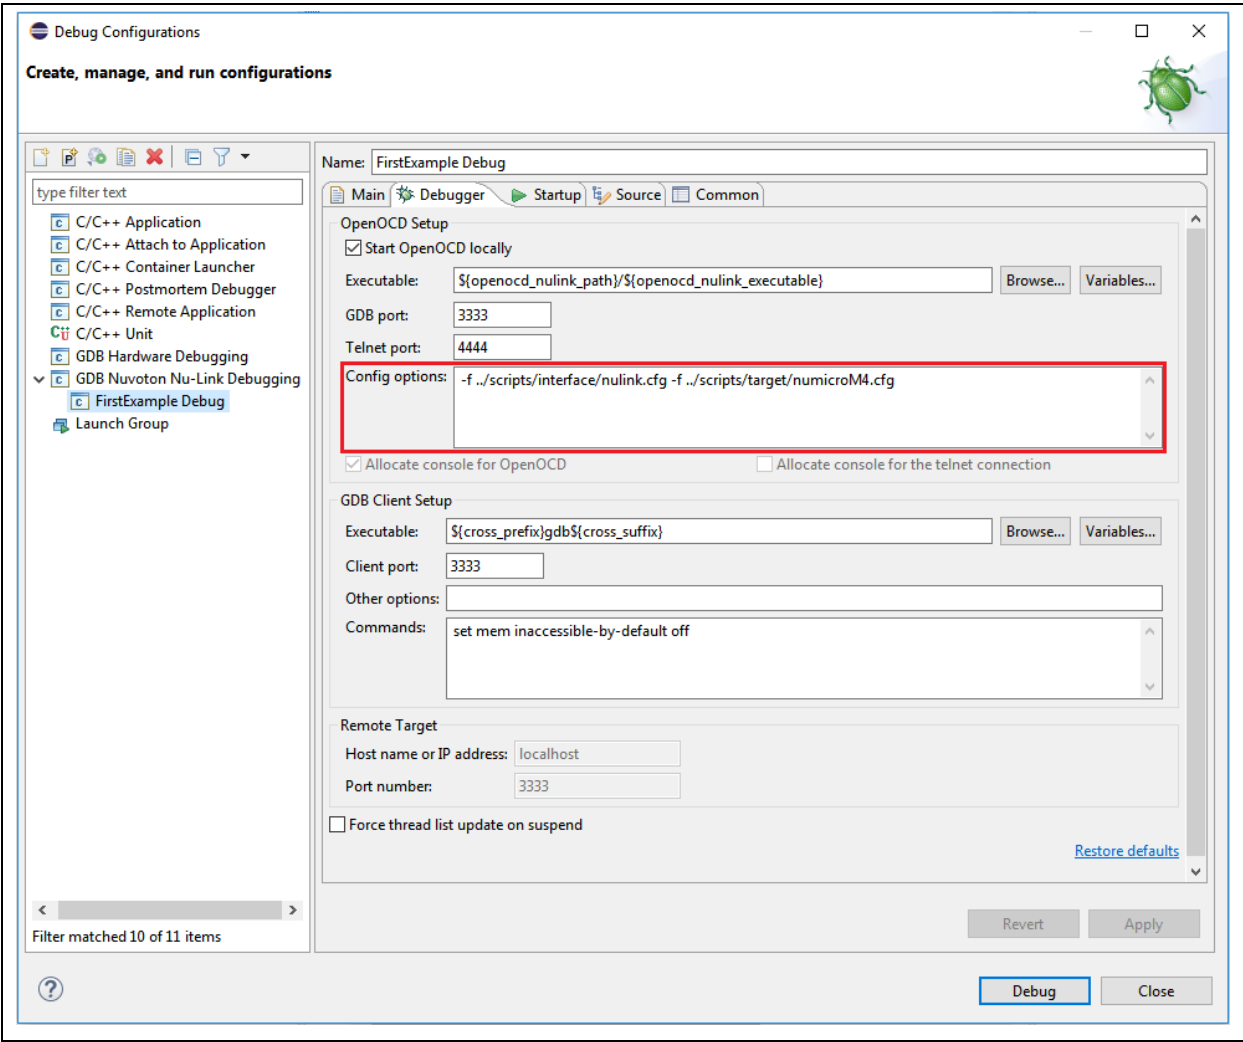 Debug Configurations
Create, manage, and run configurations
type filter text
C/C++ Application
C/C++ Attach to Application
C/C++ Container Launcher
C/C++ Postmortem Debugger
C/C++ Remote Application
C/C++ Unit
GDB Hardware Debugging
GDB Nuvoton Nu-Link Debugging
FirstExample Debug
Launch Group
Filter matched 10 of 11 items
Name: FirstExample Debug
Main Debugger Startup Source Common
OpenOCD Setup
Start OpenOCD locally
Executable: ${openocd_nulink_path}/${openocd_nulink_executable} Browse... Variables...
GDB port: 3333
Telnet port: 4444
Config options: -f ../scripts/interface/nulink.cfg -f ../scripts/target/numicroM4.cfg
Allocate console for OpenOCD Allocate console for the telnet connection
GDB Client Setup
Executable: ${cross_prefix}gdb${cross_suffix} Browse... Variables...
Client port: 3333
Other options:
Commands: set mem inaccessible-by-default off
Remote Target
Host name or IP address: localhost
Port number: 3333
Force thread list update on suspend
Restore defaults
Revert Apply
Debug Close